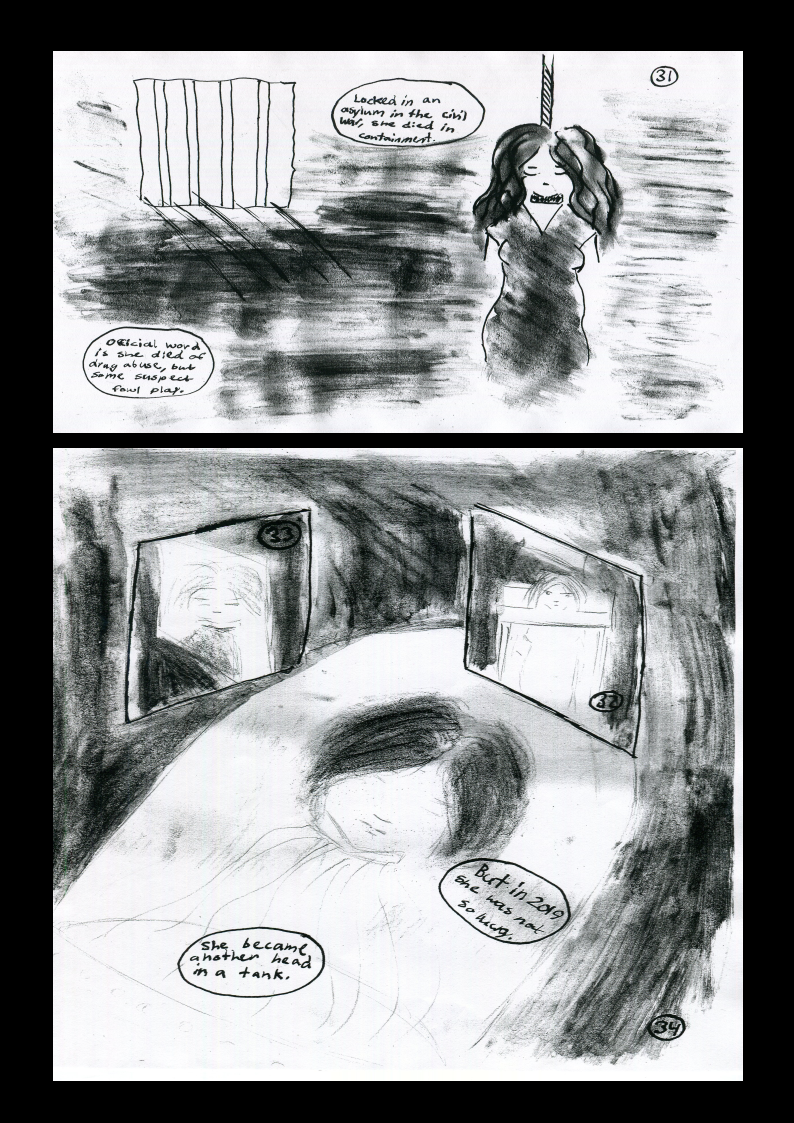 31
Locked in an
asylum in the civil
war, she died in
containment.
Official word
is she died of
drug abuse, but
some suspect
fowl play.
33
32
But in 2019
she was not
so hung.
She became
another head
in a tank.
34